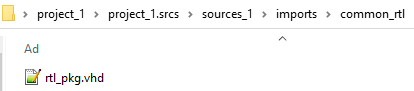 project_1 > project_1.srcs > sources_1 > imports > common_rtl
Ad
rtl_pkg.vhd